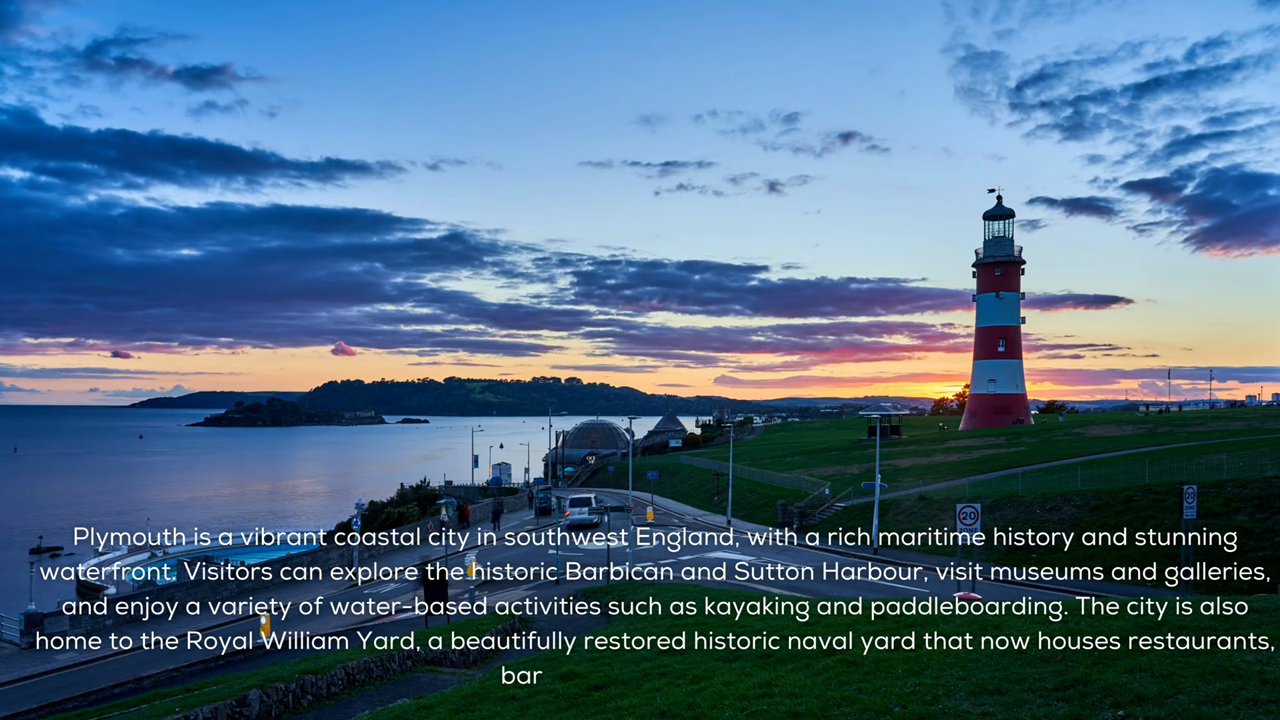 Plymouth is a vibrant coastal city in southwest England, with a rich maritime history and stunning
waterfront. Visitors can explore the historic Barbican and Sutton Harbour, visit museums and galleries,
and enjoy a variety of water-based activities such as kayaking and paddleboarding. The city is also
home to the Royal William Yard, a beautifully restored historic naval yard that now houses restaurants,
bar
20
ZONE
20